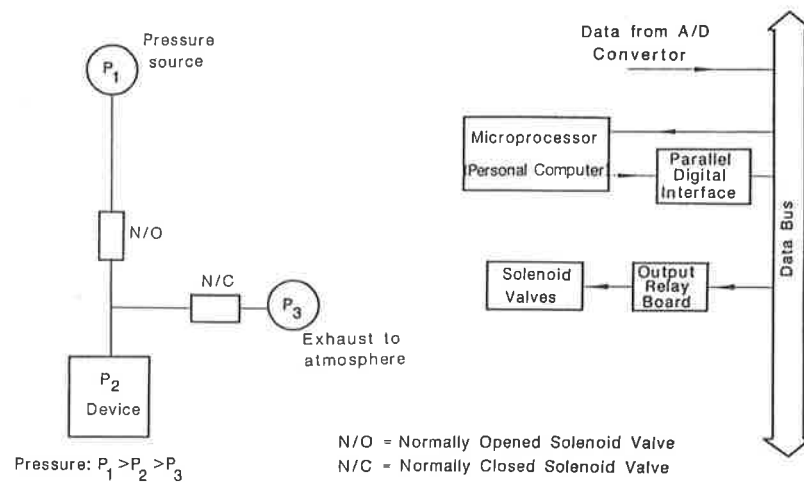 Pressure
source
P1
N/O
N/C
P3
Exhaust to
atmosphere
P2
Device
Pressure: P1 >P2 >P3
Data from A/D
Convertor
Microprocessor
(Personal Computer)
Parallel
Digital
Interface
Data Bus
Solenoid
Valves
Output
Relay
Board
N/O = Normally Opened Solenoid Valve
N/C = Normally Closed Solenoid Valve